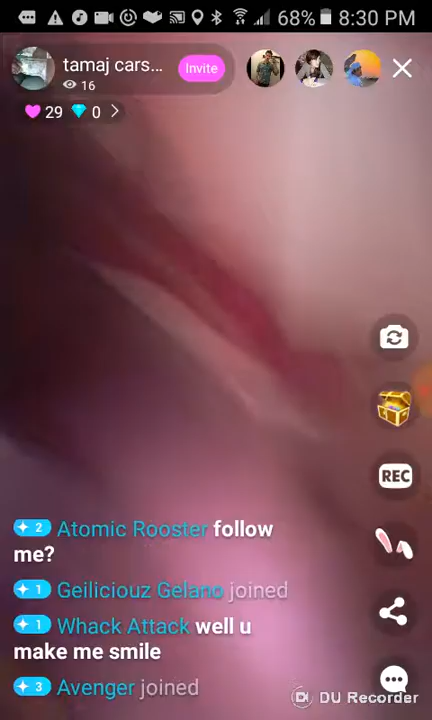 68% 8:30 PM
tamaj cars...
Invite
16
29 0
REC
2 Atomic Rooster follow
me?
1 Geiliciouz Gelano joined
1 Whack Attack well u
make me smile
3 Avenger joined
DU Recorder